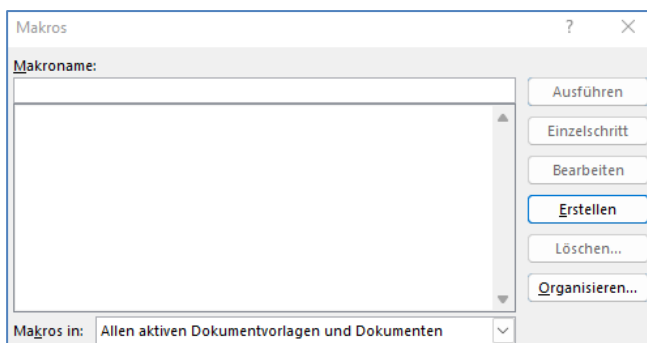 Makros
?
Makroname:
Ausführen
Einzelschritt
Bearbeiten
Erstellen
Löschen...
Organisieren...
Makros in: Allen aktiven Dokumentvorlagen und Dokumenten